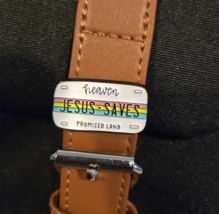 heaven
JESUS • SAVES
PROMISED LAND